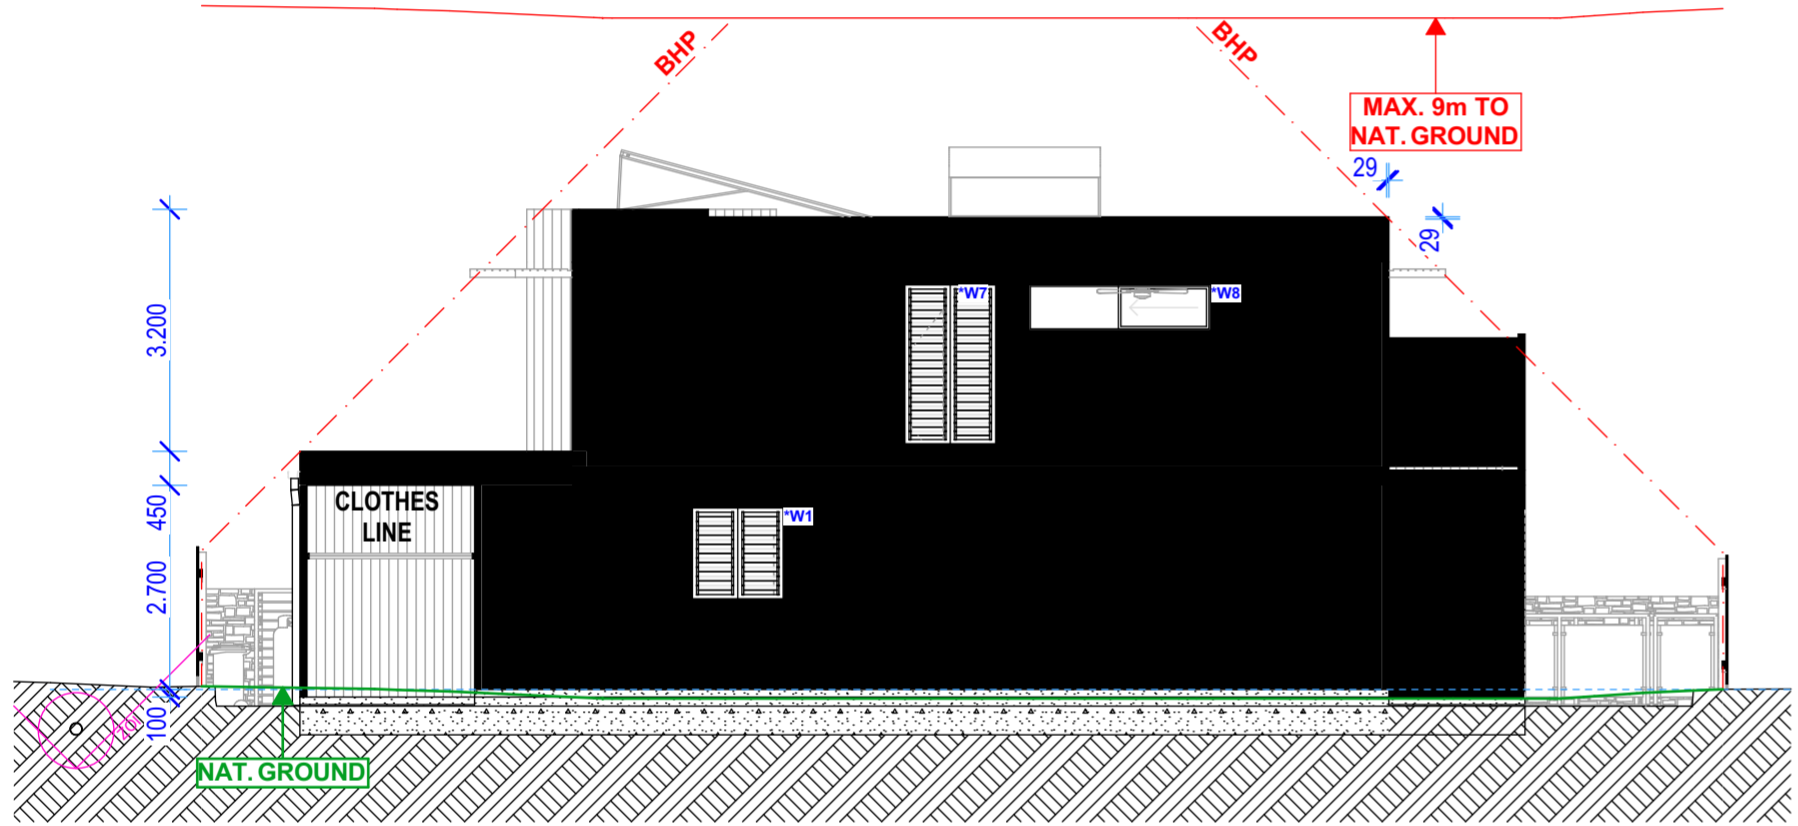 BHP
BHP
MAX. 9m TO
NAT. GROUND
29
29
3.200
*W7
*W8
450
CLOTHES
LINE
*W1
2.700
100
ZOI
NAT. GROUND